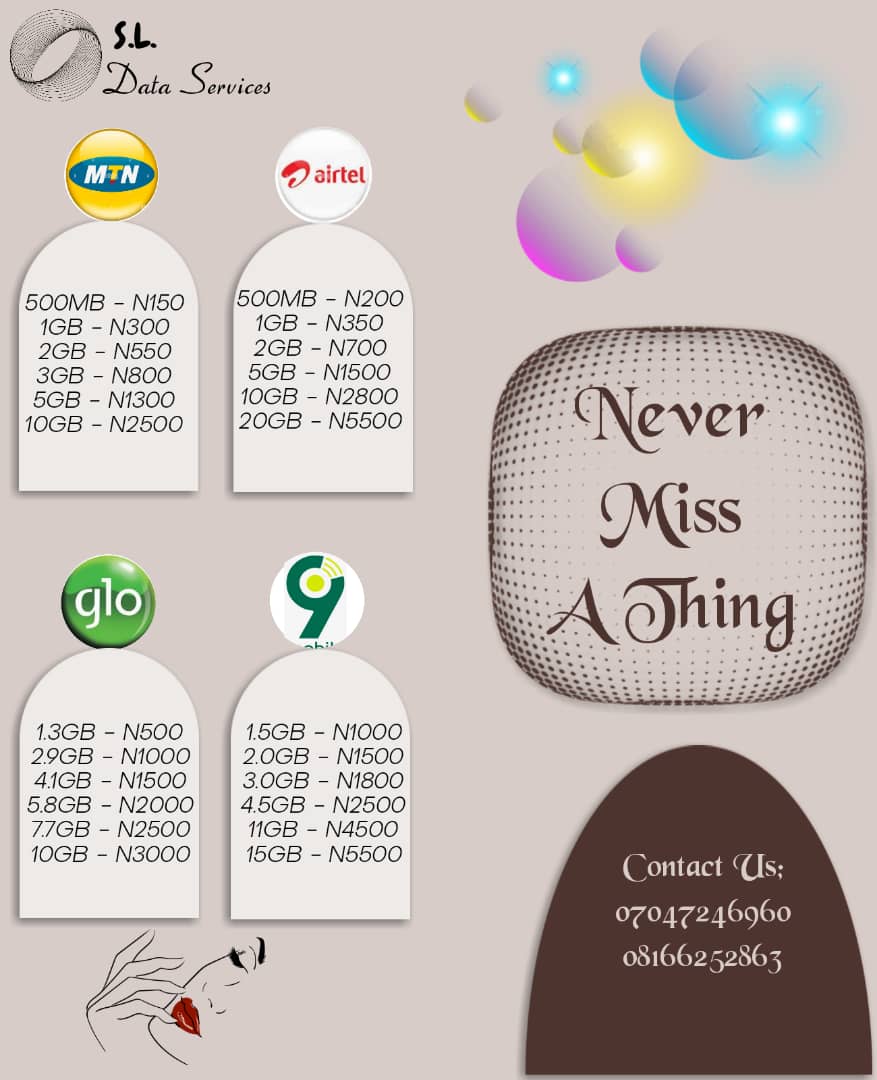 S.L.
Data Services
MTN
500MB - N150
1GB - N300
2GB - N550
3GB - N800
5GB - N1300
10GB - N2500
airtel
500MB - N200
1GB - N350
2GB - N700
5GB - N1500
10GB - N2800
20GB - N5500
glo
1.3GB - N500
2.9GB - N1000
4.1GB - N1500
5.8GB - N2000
7.7GB - N2500
10GB - N3000
9
1.5GB - N1000
2.0GB - N1500
3.0GB - N1800
4.5GB - N2500
11GB - N4500
15GB - N5500
Never
Miss
A Thing
Contact Us;
07047246960
08166252863